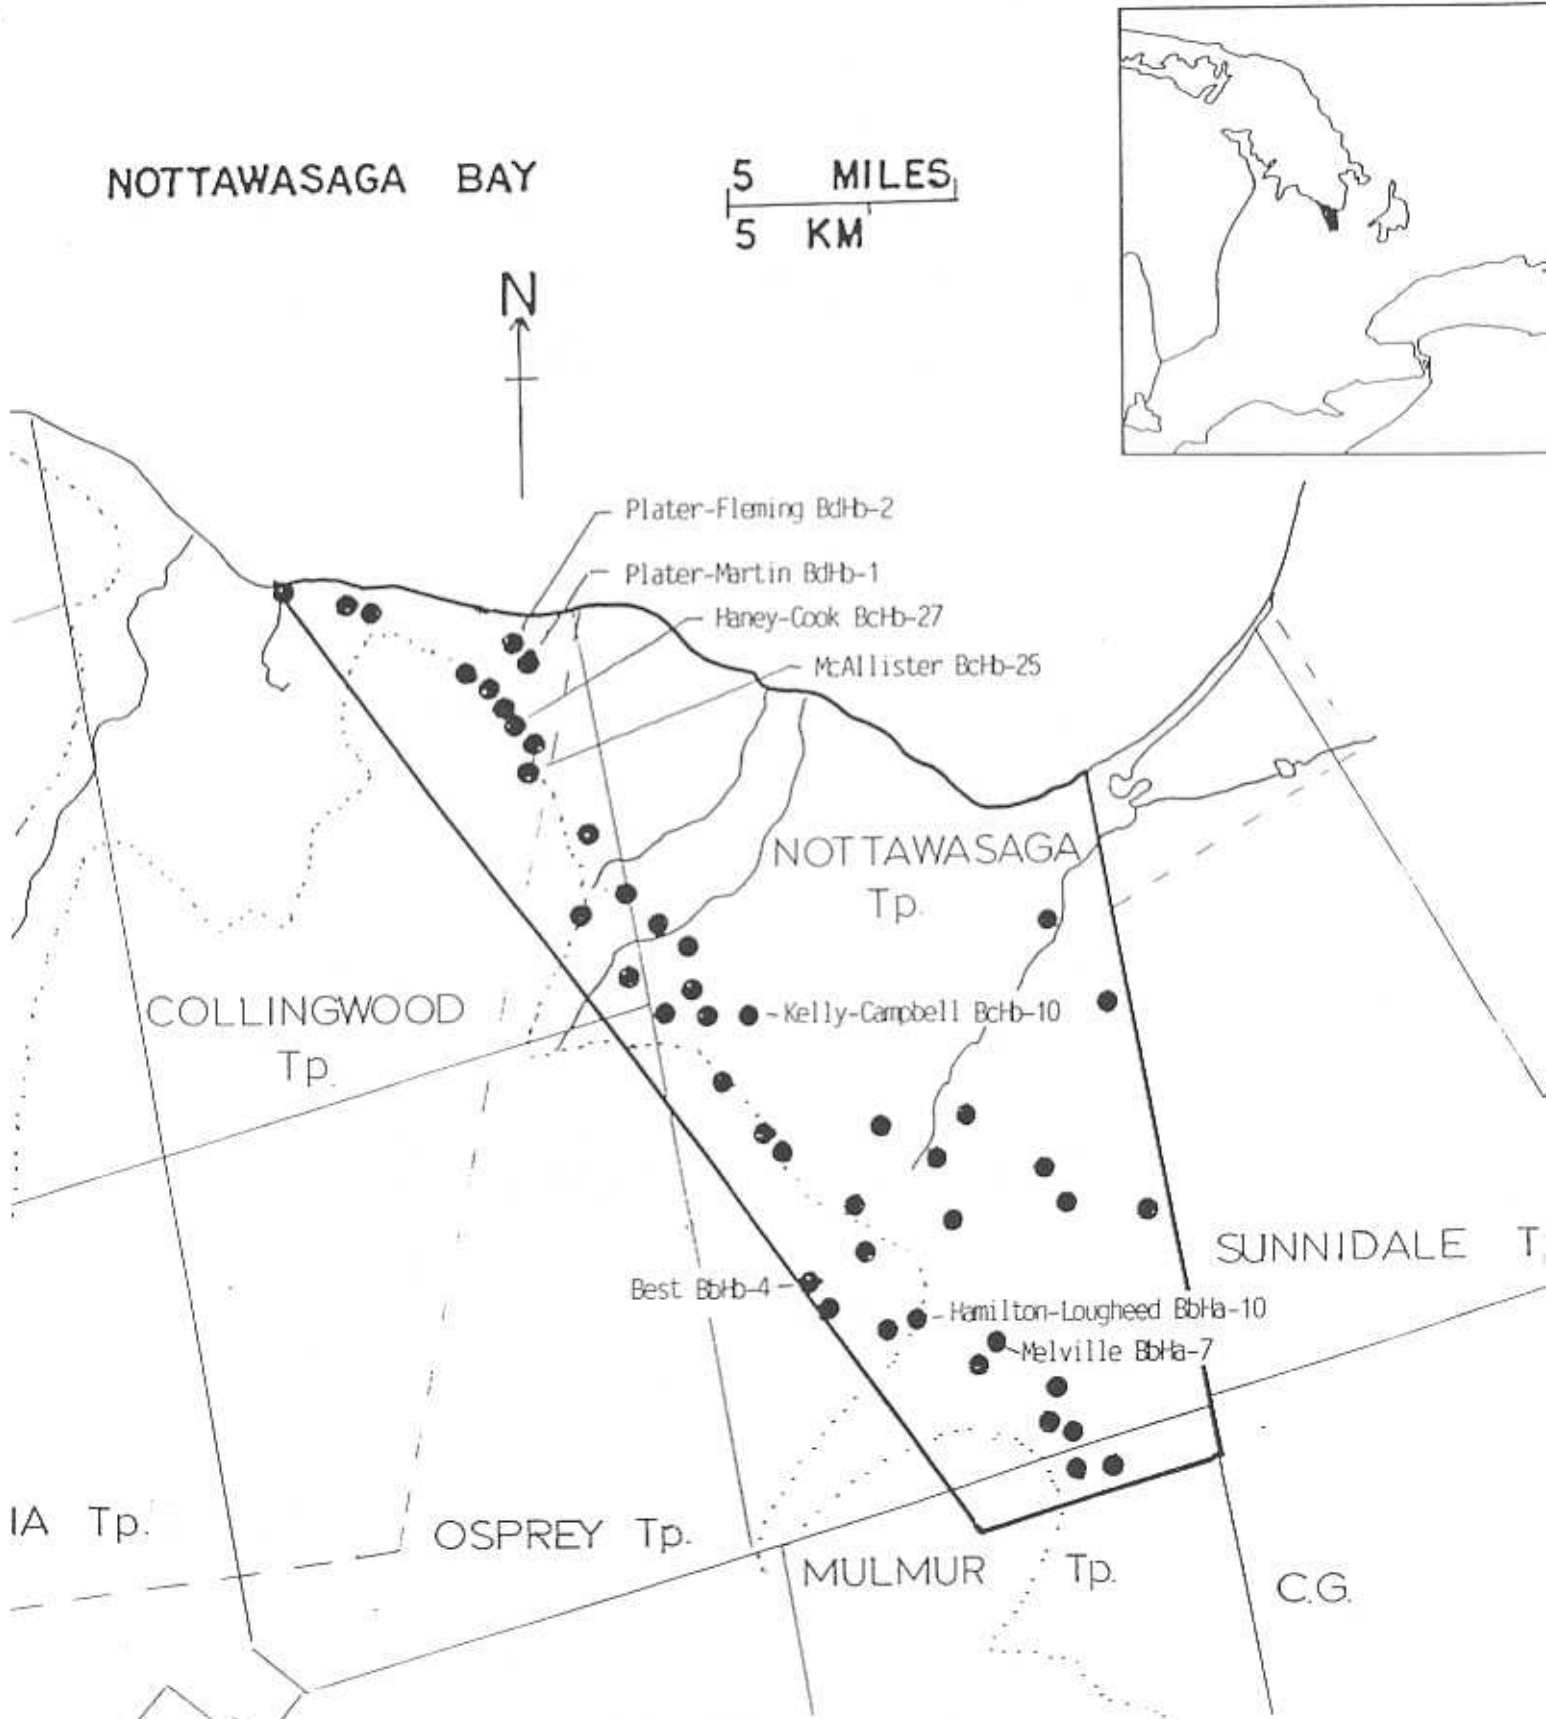 NOTTAWASAGA BAY
5 MILES
5 KM
N
Plater-Fleming BdHb-2
Plater-Martin BdHb-1
Haney-Cook BcHb-27
McAllister BcHb-25
NOTTAWASAGA
Tp.
COLLINGWOOD
Tp.
Kelly-Campbell BcHb-10
SUNNIDALE T.
Best BbHb-4
Hamilton-Lougheed BbHa-10
Melville BbHa-7
IA Tp.
OSPREY Tp.
MULMUR Tp.
C.G.